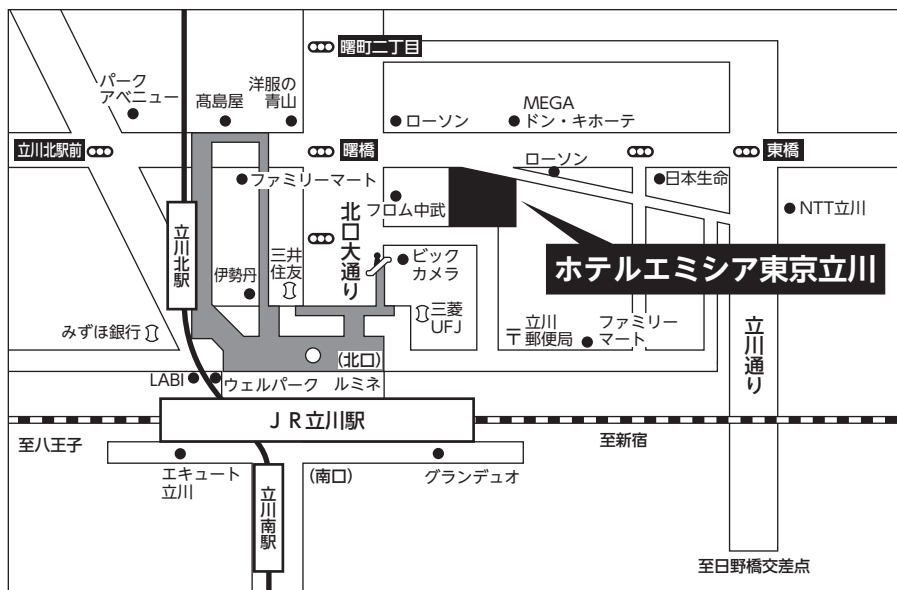 曙町二丁目
パーク
アベニュー
髙島屋
洋服の
青山
ローソン
MEGA
ドン・キホーテ
立川北駅前
曙橋
ローソン
東橋
ファミリーマート
日本生命
フロム中武
NTT立川
立川北駅
北口大通り
三井
住友
伊勢丹
ビック
カメラ
ホテルエミシア東京立川
三菱
UFJ
みずほ銀行
〒
立川
郵便局
ファミリー
マート
立川通り
(北口)
LABI
ウェルパーク
ルミネ
JR立川駅
至八王子
至新宿
エキュート
立川
(南口)
グランデュオ
立川南駅
至日野橋交差点